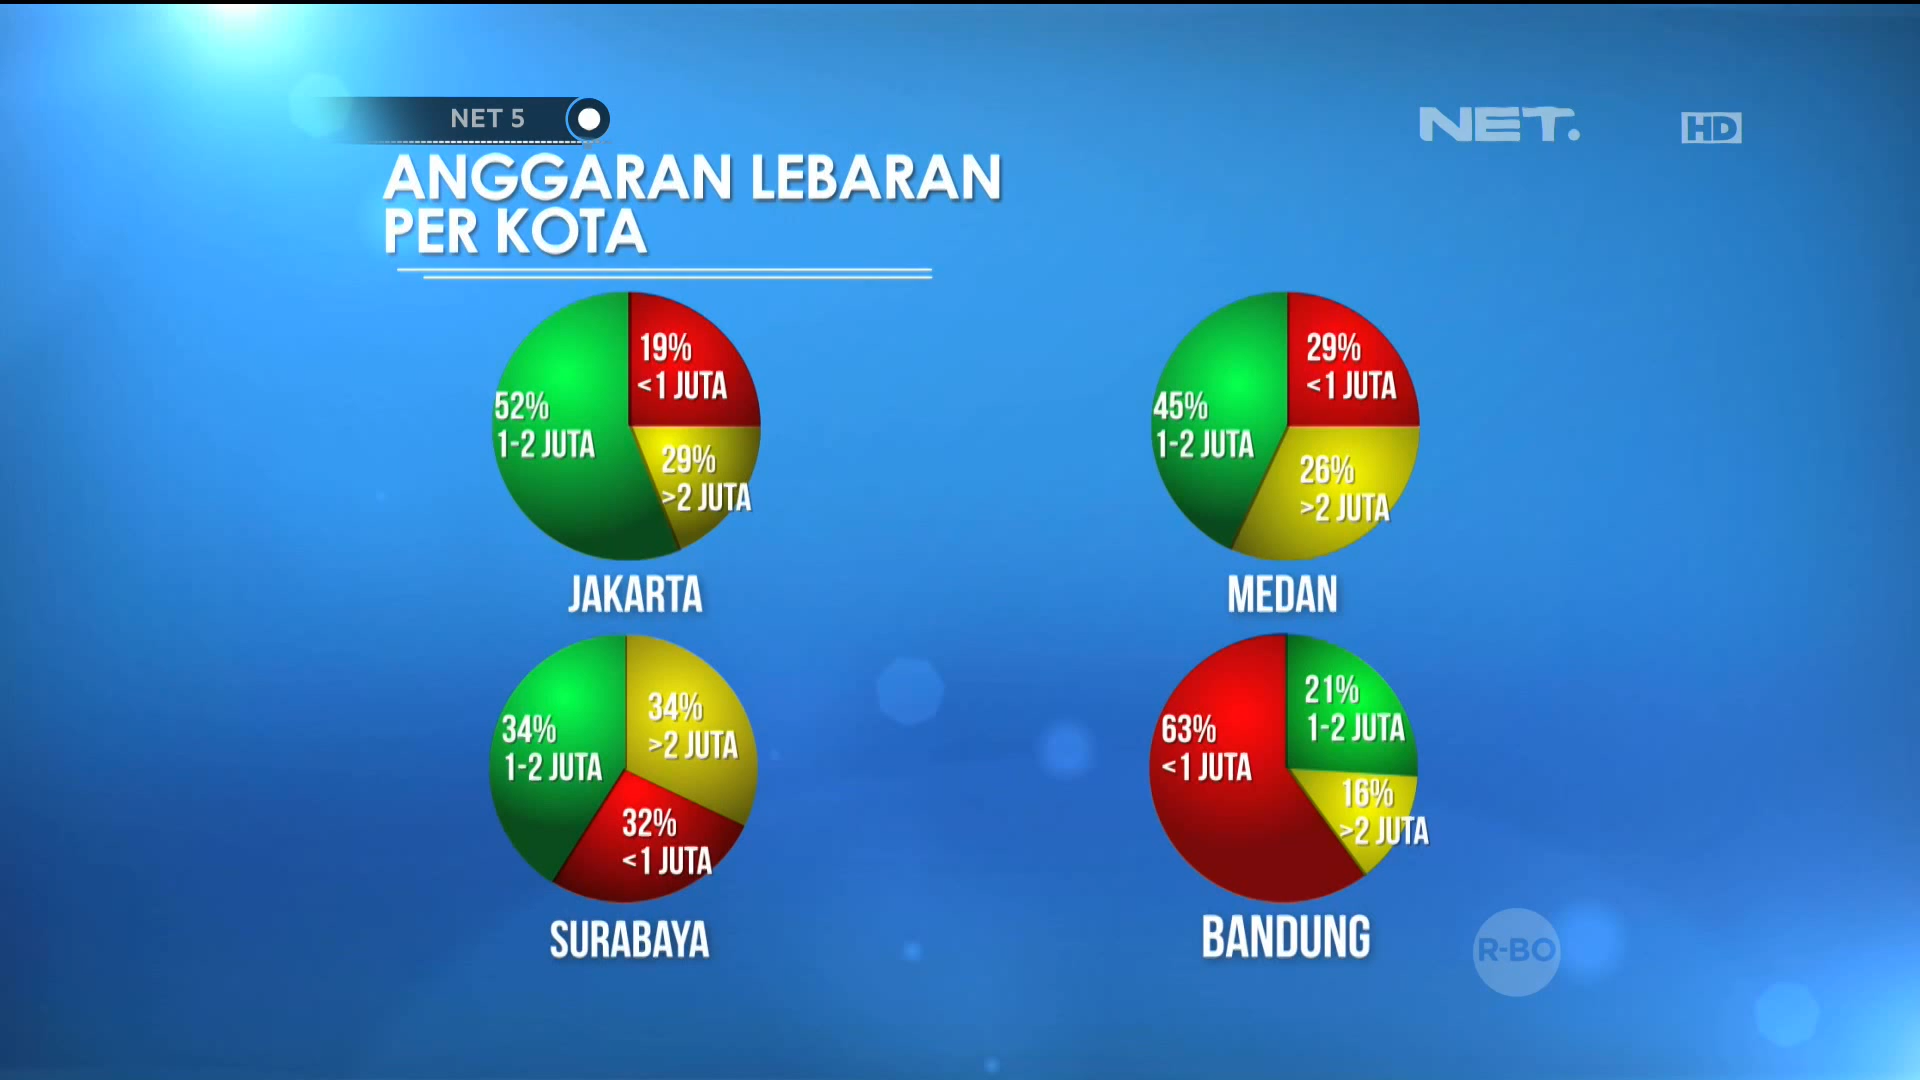 NET 5
NET.
HD
ANGGARAN LEBARAN
PER KOTA
19%
<1 JUTA
52%
1-2 JUTA
29%
>2 JUTA
JAKARTA
29%
<1 JUTA
45%
1-2 JUTA
26%
>2 JUTA
MEDAN
34%
>2 JUTA
34%
1-2 JUTA
32%
<1 JUTA
SURABAYA
21%
1-2 JUTA
63%
<1 JUTA
16%
>2 JUTA
BANDUNG
R-BO